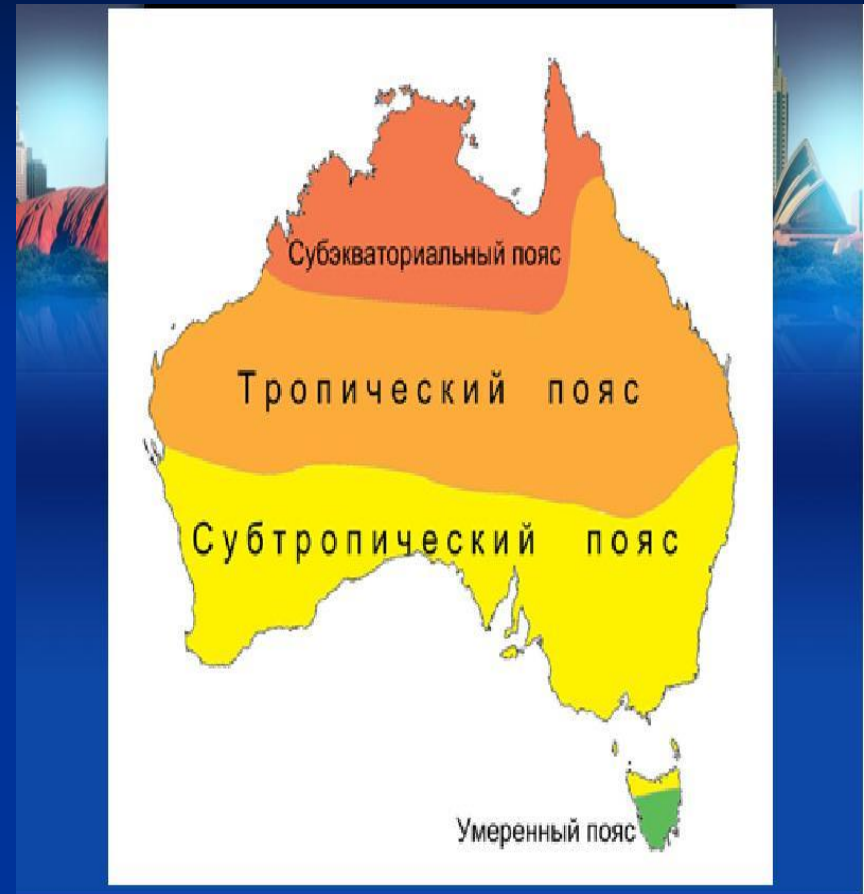 Субэкваториальный пояс
Тропический пояс
Субтропический пояс
Умеренный пояс